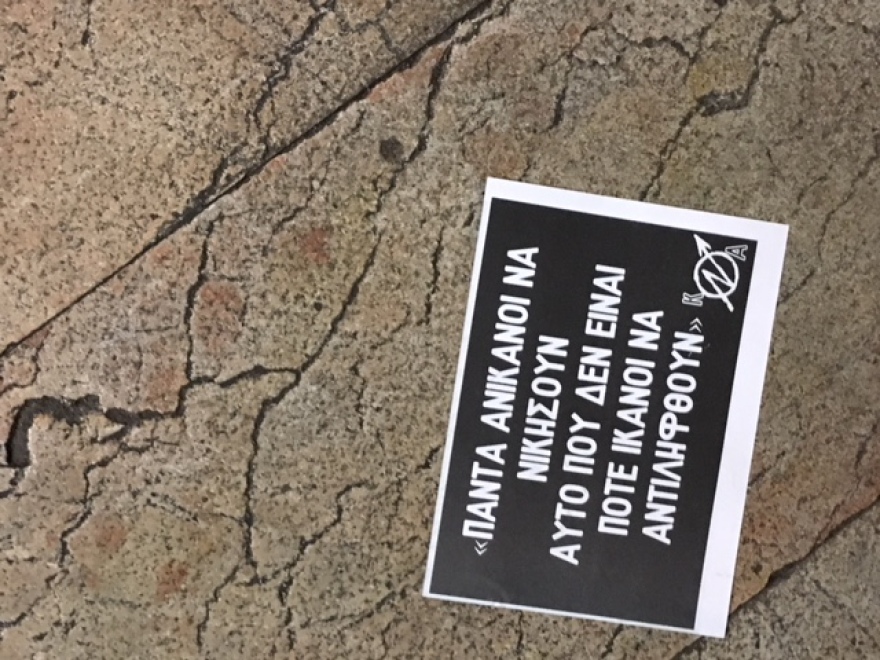 «ΠΑΝΤΑ ΑΝΙΚΑΝΟΙ ΝΑ
ΝΙΚΗΣΟΥΝ
ΑΥΤΟ ΠΟΥ ΔΕΝ ΕΙΝΑΙ
ΠΟΤΕ ΙΚΑΝΟΙ ΝΑ
ΑΝΤΙΛΗΦΘΟΥΝ»
Κ Ν Α